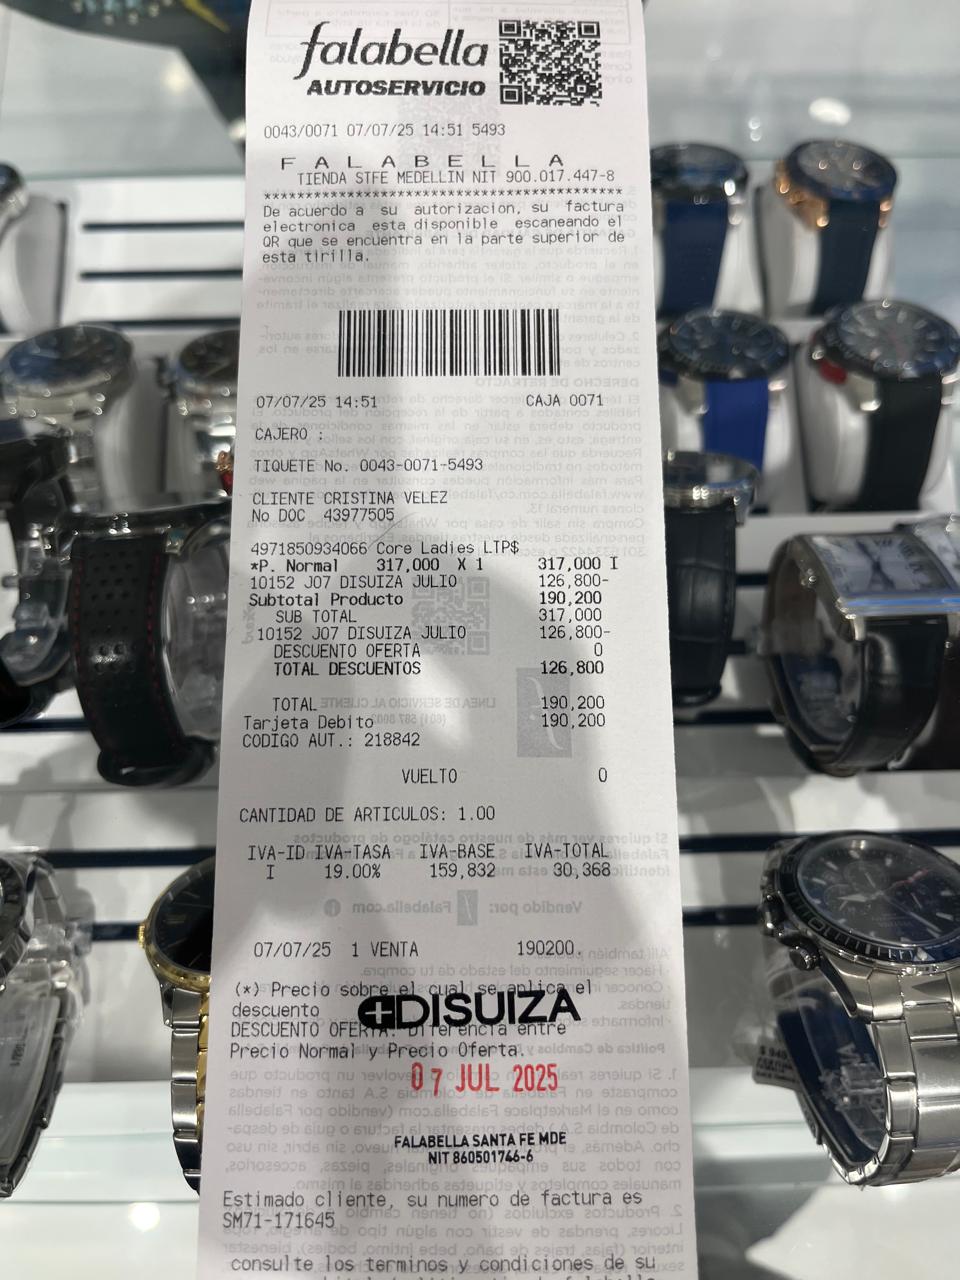 falabella
AUTOSERVICIO
0043/0071 07/07/25 14:51 5493
F A L A B E L L A
TIENDA STFE MEDELLIN NIT 900.017.447-8
****************************************
De acuerdo a su autorizacion, su factura
electronica esta disponible escaneando el
QR que se encuentra en la parte superior de
esta tirilla.
07/07/25 14:51 CAJA 0071
CAJERO :
TIQUETE No. 0043-0071-5493
CLIENTE CRISTINA VELEZ
No DOC 43977505
4971850934066 Core Ladies LTP$
*P. Normal 317,000 X 1 317,000 I
10152 J07 DISUIZA JULIO 126,800-
Subtotal Producto 190,200
SUB TOTAL 317,000
10152 J07 DISUIZA JULIO 126,800-
DESCUENTO OFERTA 0
TOTAL DESCUENTOS 126,800
TOTAL 190,200
Tarjeta Debito 190,200
CODIGO AUT.: 218842
VUELTO 0
CANTIDAD DE ARTICULOS: 1.00
IVA-ID IVA-TASA IVA-BASE IVA-TOTAL
I 19.00% 159,832 30,368
07/07/25 1 VENTA 190200.
(*) Precio sobre el cual se aplica el
descuento
DISUIZA
DESCUENTO OFERTA: Diferencia entre
Precio Normal y Precio Oferta.
07 JUL 2025
FALABELLA SANTA FE MDE
NIT 860501746-6
Estimado cliente, su numero de factura es
SM71-171645
consulte los terminos y condiciones de su